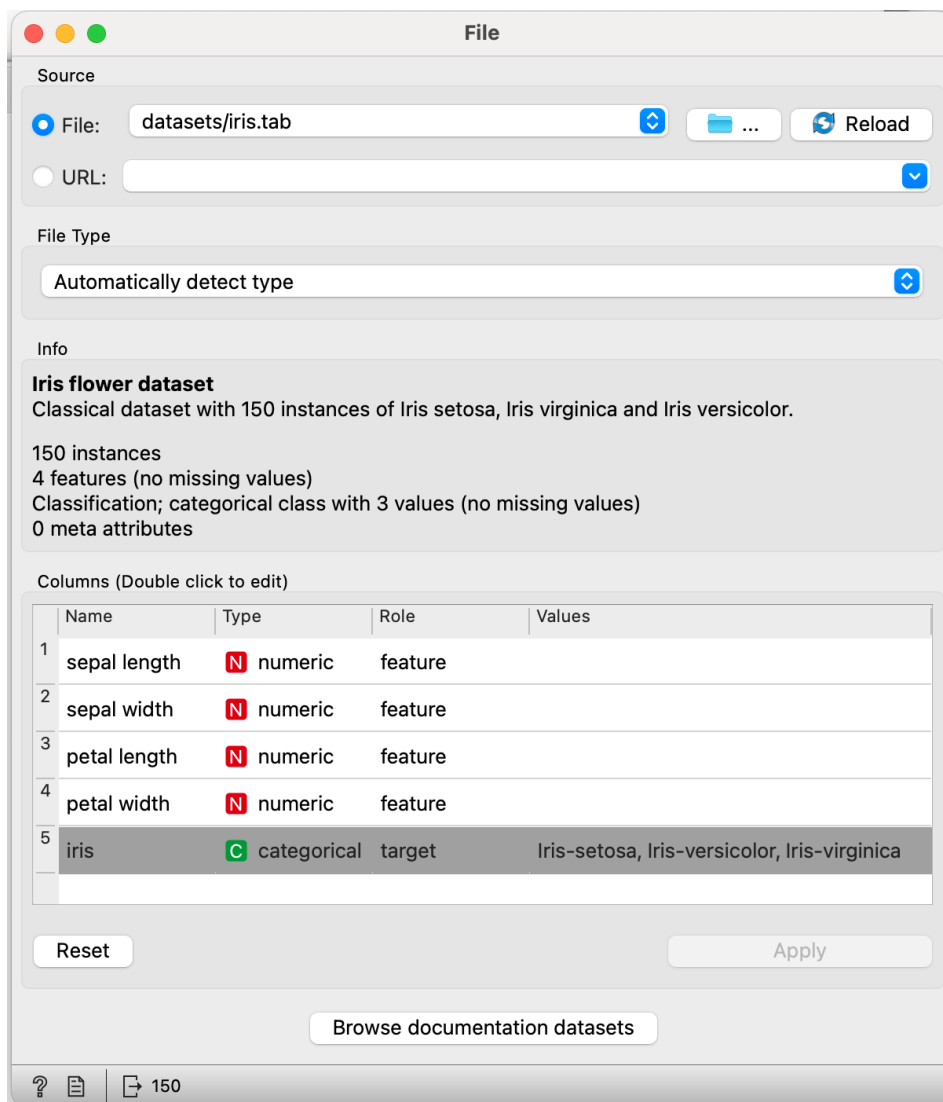 File
Source
File: datasets/iris.tab ... Reload
URL:
File Type
Automatically detect type
Info
Iris flower dataset
Classical dataset with 150 instances of Iris setosa, Iris virginica and Iris versicolor.
150 instances
4 features (no missing values)
Classification; categorical class with 3 values (no missing values)
0 meta attributes
Columns (Double click to edit)
Name Type Role Values
1 sepal length N numeric feature
2 sepal width N numeric feature
3 petal length N numeric feature
4 petal width N numeric feature
5 iris C categorical target Iris-setosa, Iris-versicolor, Iris-virginica
Reset Apply
Browse documentation datasets
? 150